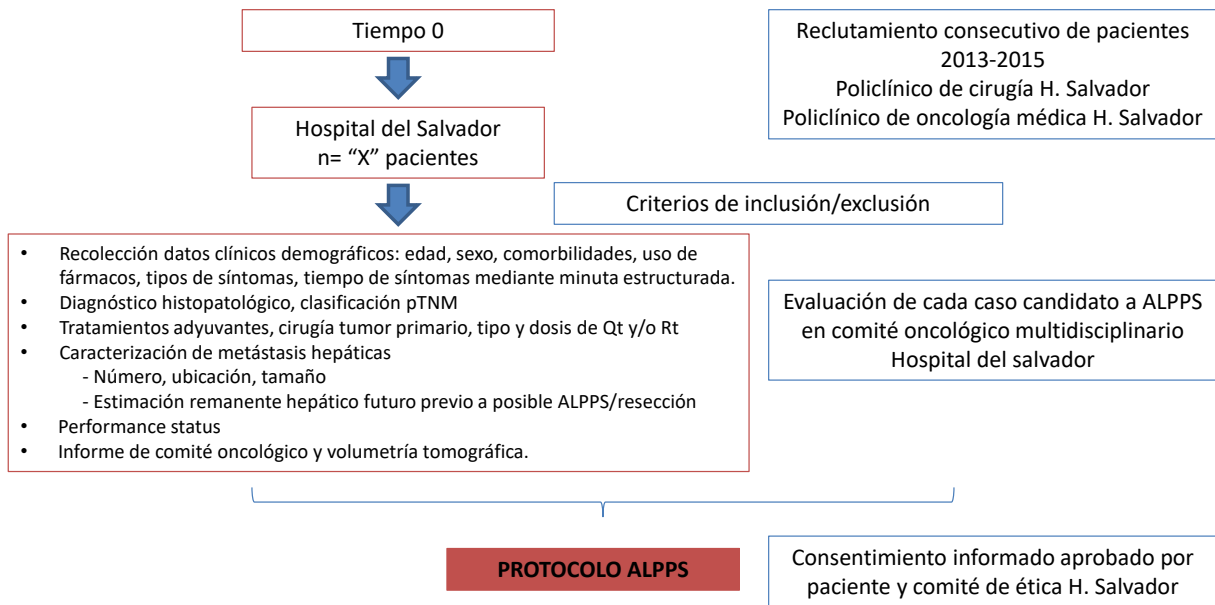 Tiempo 0
Reclutamiento consecutivo de pacientes
2013-2015
Policlínico de cirugía H. Salvador
Policlínico de oncología médica H. Salvador
Hospital del Salvador
n= “X” pacientes
Criterios de inclusión/exclusión
• Recolección datos clínicos demográficos: edad, sexo, comorbilidades, uso de
fármacos, tipos de síntomas, tiempo de síntomas mediante minuta estructurada.
• Diagnóstico histopatológico, clasificación pTNM
• Tratamientos adyuvantes, cirugía tumor primario, tipo y dosis de Qt y/o Rt
• Caracterización de metástasis hepáticas
- Número, ubicación, tamaño
- Estimación remanente hepático futuro previo a posible ALPPS/resección
• Performance status
• Informe de comité oncológico y volumetría tomográfica.
Evaluación de cada caso candidato a ALPPS
en comité oncológico multidisciplinario
Hospital del salvador
PROTOCOLO ALPPS
Consentimiento informado aprobado por
paciente y comité de ética H. Salvador